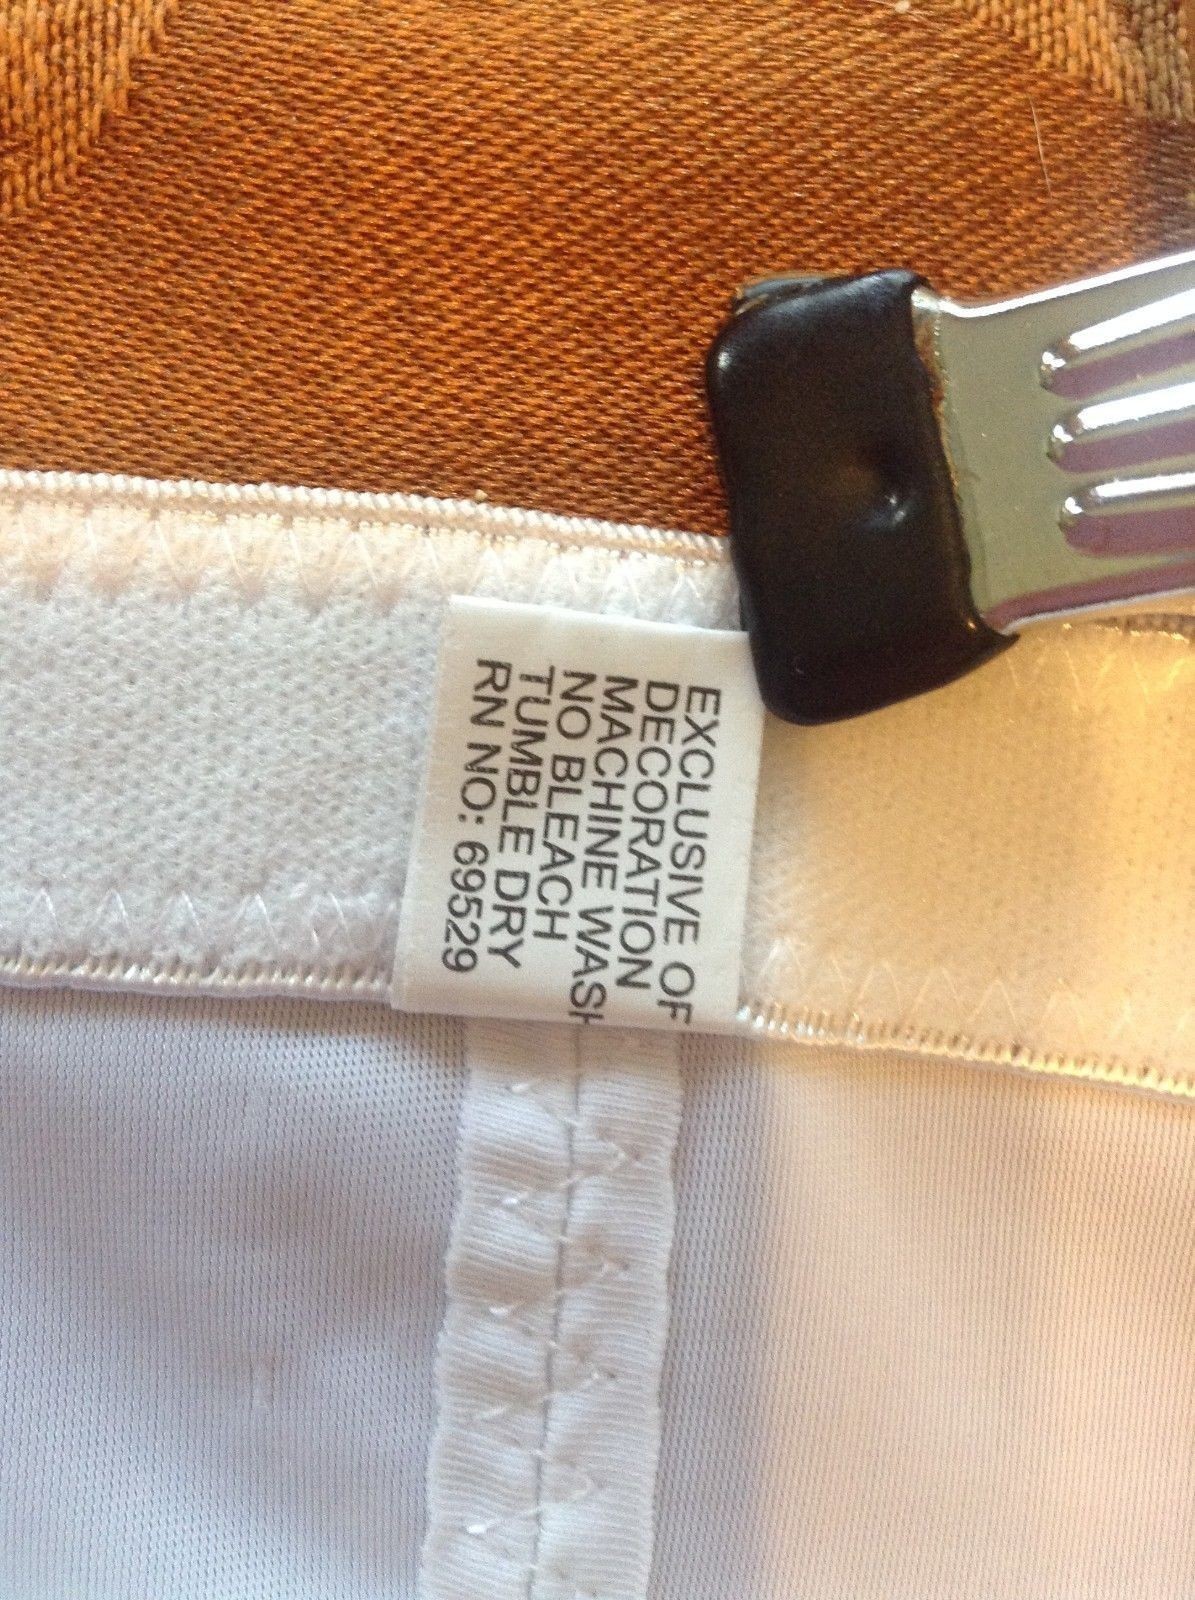 EXCLUSIVE OF
DECORATION
MACHINE WASH
NO BLEACH
TUMBLE DRY
RN NO: 69529